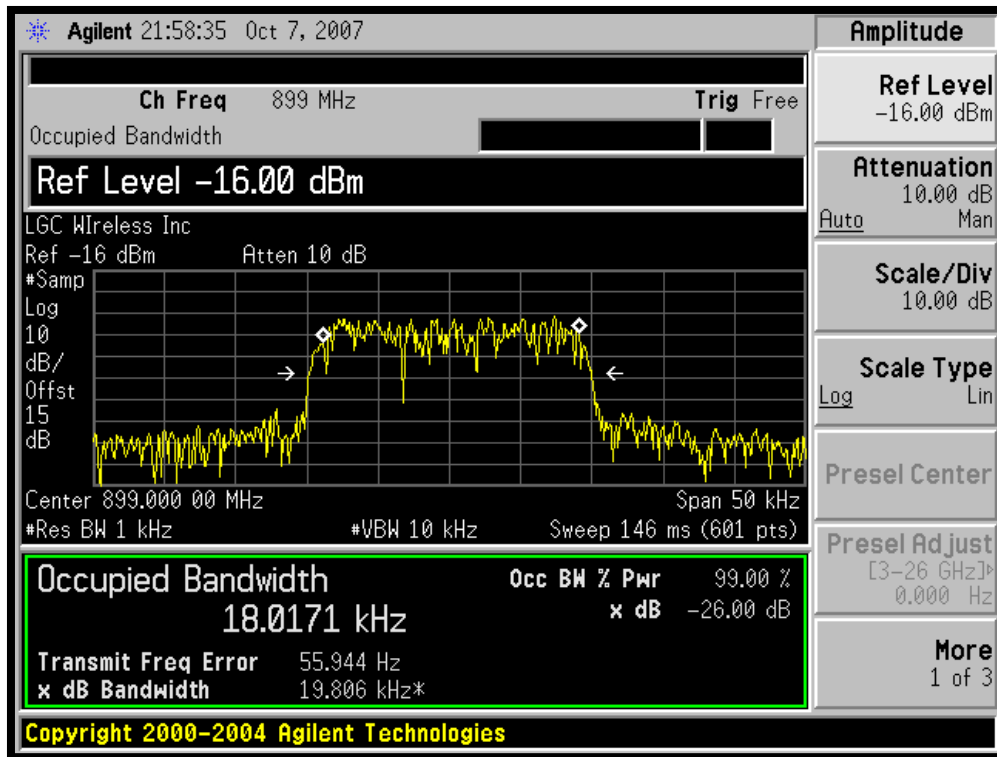 Agilent 21:58:35 Oct 7, 2007
Ch Freq 899 MHz Trig Free
Occupied Bandwidth
Ref Level –16.00 dBm
LGC WIreless Inc
Ref –16 dBm Atten 10 dB
#Samp
Log
10
dB/
Offst
15
dB
Center 899.000 00 MHz Span 50 kHz
#Res BW 1 kHz #VBW 10 kHz Sweep 146 ms (601 pts)
Occupied Bandwidth
18.0171 kHz
Occ BW % Pwr 99.00 %
x dB –26.00 dB
Transmit Freq Error 55.944 Hz
x dB Bandwidth 19.806 kHz*
Copyright 2000–2004 Agilent Technologies
Amplitude
Ref Level
–16.00 dBm
Attenuation
10.00 dB
Auto Man
Scale/Div
10.00 dB
Scale Type
Log Lin
Presel Center
Presel Adjust
[3–26 GHz]
0.000 Hz
More
1 of 3